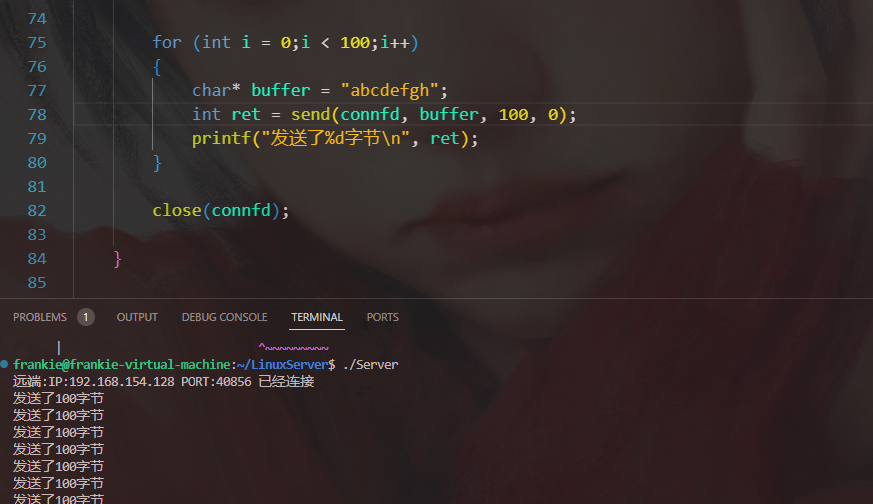 74
75 for (int i = 0;i < 100;i++)
76 {
77 char* buffer = "abcdefgh";
78 int ret = send(connfd, buffer, 100, 0);
79 printf("发送了%d字节\n", ret);
80 }
81
82 close(connfd);
83
84 }
85
PROBLEMS 1 OUTPUT DEBUG CONSOLE TERMINAL PORTS
| ^~~~~~~~~~
frankie@frankie-virtual-machine:~/LinuxServer$ ./Server
远端:IP:192.168.154.128 PORT:40856 已经连接
发送了100字节
发送了100字节
发送了100字节
发送了100字节
发送了100字节
发送了100字节
发送了100字节